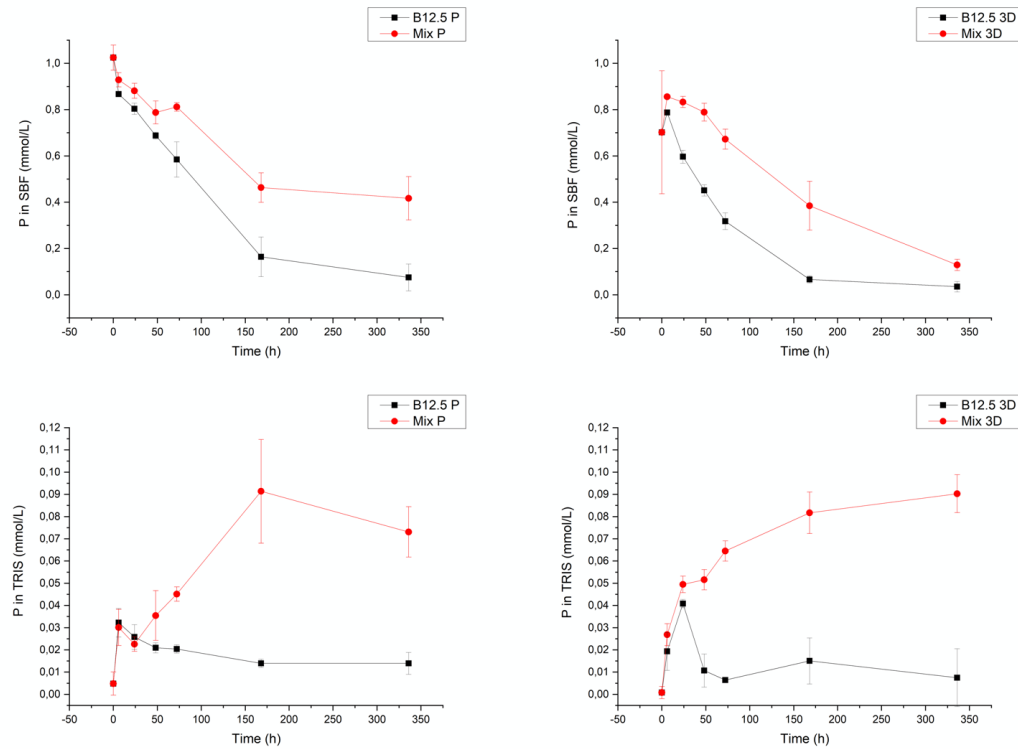 B12.5 P
Mix P
P in SBF (mmol/L)
1,0
0,8
0,6
0,4
0,2
0,0
-50 0 50 100 150 200 250 300 350
Time (h)
B12.5 3D
Mix 3D
P in SBF (mmol/L)
1,0
0,8
0,6
0,4
0,2
0,0
-50 0 50 100 150 200 250 300 350
Time (h)
B12.5 P
Mix P
P in TRIS (mmol/L)
0,12
0,11
0,10
0,09
0,08
0,07
0,06
0,05
0,04
0,03
0,02
0,01
0,00
-50 0 50 100 150 200 250 300 350
Time (h)
B12.5 3D
Mix 3D
P in TRIS (mmol/L)
0,12
0,11
0,10
0,09
0,08
0,07
0,06
0,05
0,04
0,03
0,02
0,01
0,00
-50 0 50 100 150 200 250 300 350
Time (h)